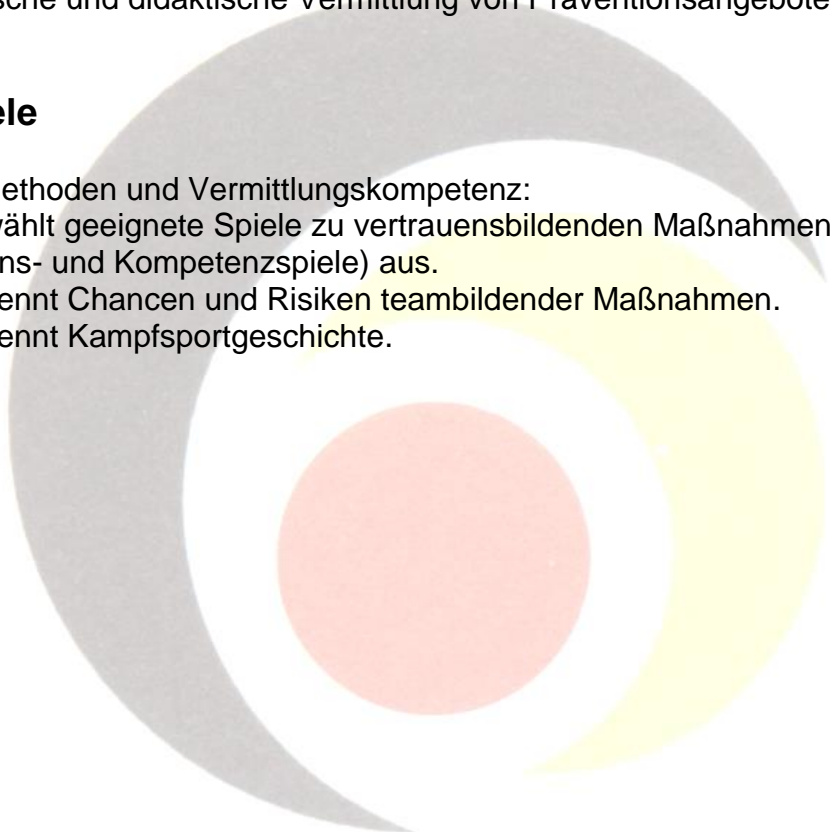 sche und didaktische Vermittlung von Präventionsangebote
ele
ethoden und Vermittlungskompetenz:
wählt geeignete Spiele zu vertrauensbildenden Maßnahmen
ns- und Kompetenzspiele) aus.
ennt Chancen und Risiken teambildender Maßnahmen.
ennt Kampfsportgeschichte.